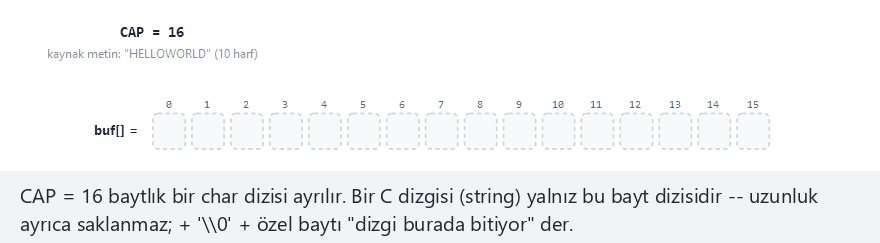 CAP = 16
kaynak metin: "HELLOWORLD" (10 harf)
0 1 2 3 4 5 6 7 8 9 10 11 12 13 14 15
buf[] =
CAP = 16 baytlık bir char dizisi ayrılır. Bir C dizgisi (string) yalnız bu bayt dizisidir -- uzunluk
ayrıca saklanmaz; + '\\0' + özel baytı "dizgi burada bitiyor" der.